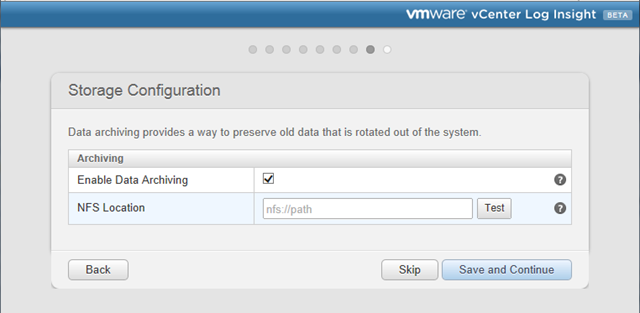 vmware vCenter Log Insight BETA
Storage Configuration
Data archiving provides a way to preserve old data that is rotated out of the system.
Archiving
Enable Data Archiving ?
NFS Location nfs://path Test ?
Back Skip Save and Continue